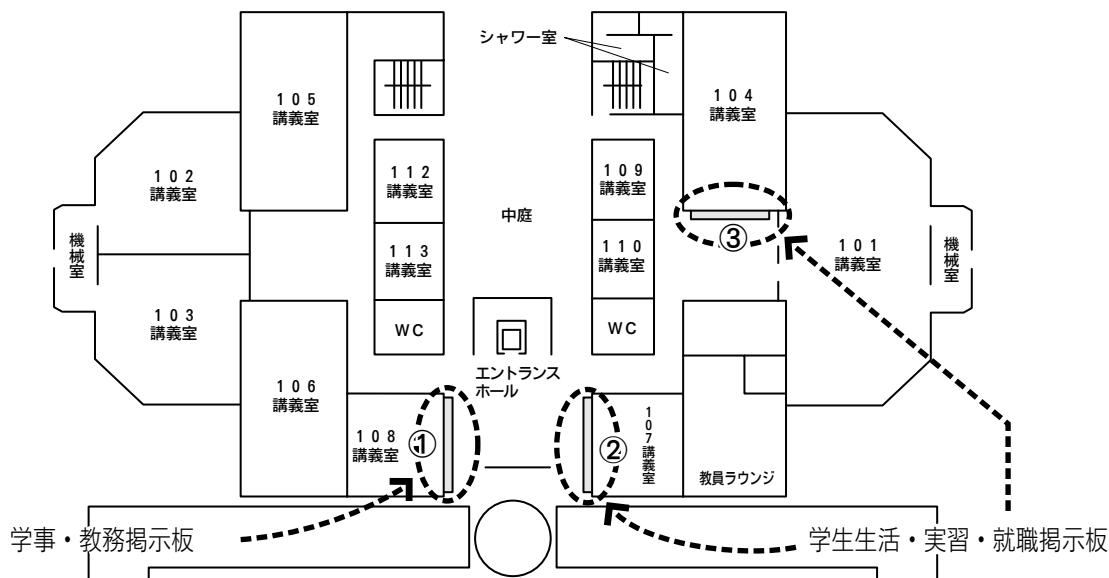 シャワー室
105
講義室
104
講義室
102
講義室
112
講義室
中庭
109
講義室
機械室
113
講義室
110
講義室
③
101
講義室
機械室
103
講義室
WC
WC
エントランス
ホール
106
講義室
108
講義室
①
②
107講義室
教員ラウンジ
学事・教務掲示板
学生生活・実習・就職掲示板